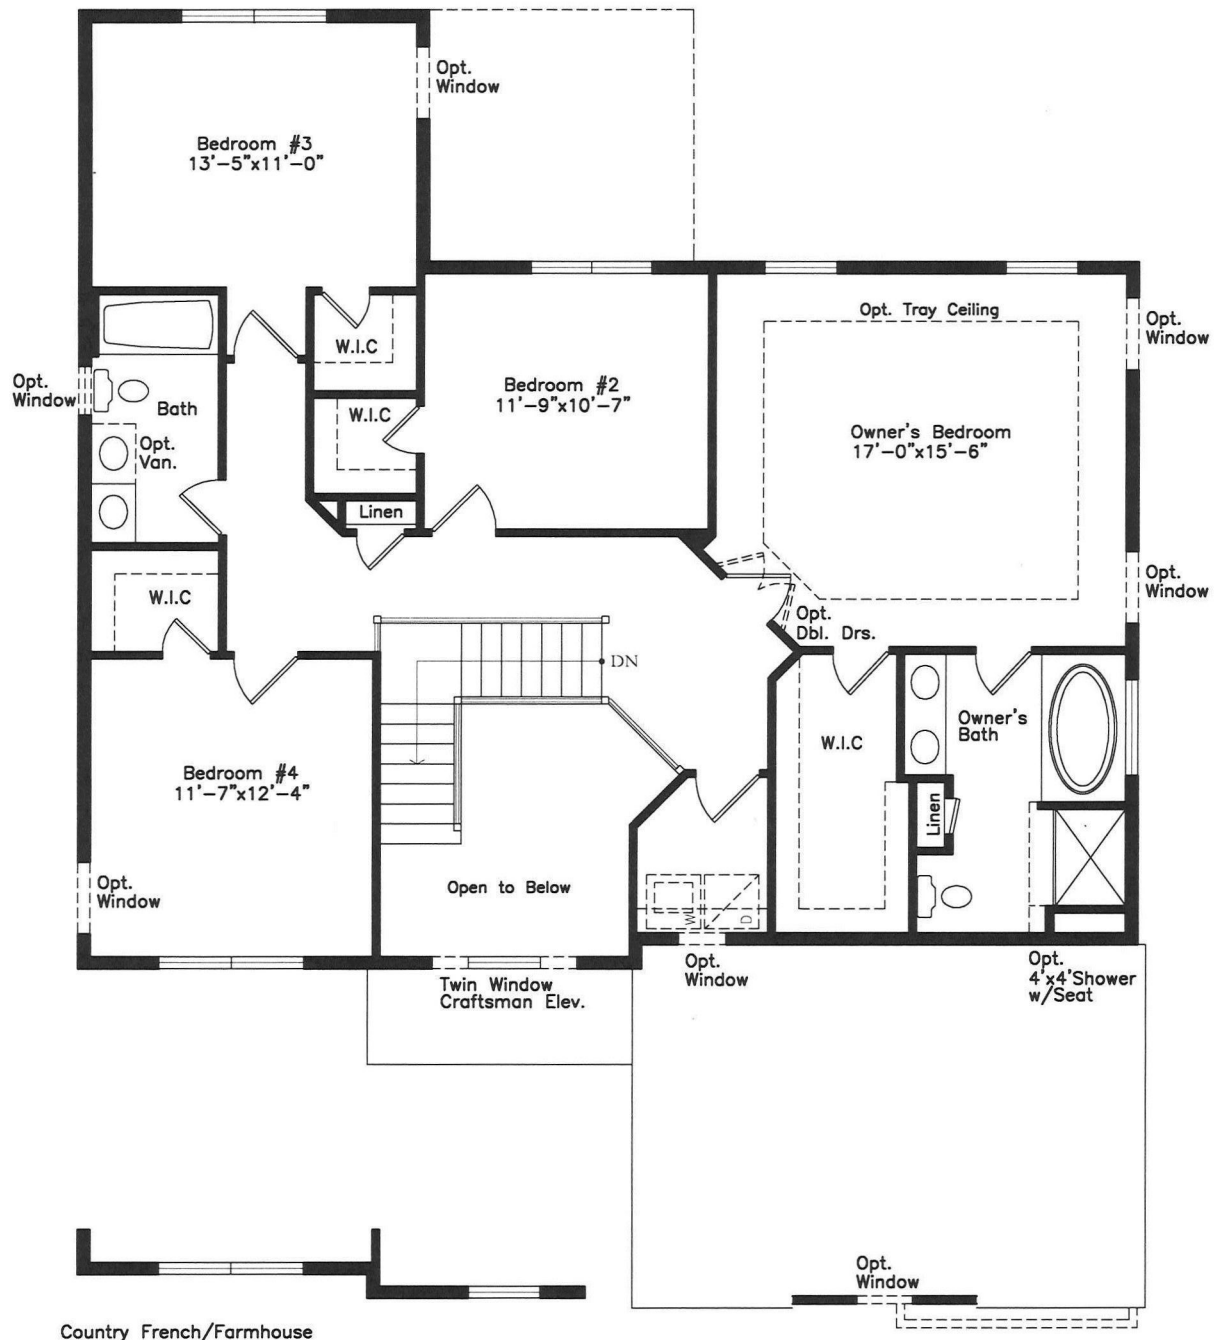 Opt.
Window
Bedroom #3
13'-5"x11'-0"
Opt. Tray Ceiling
Opt.
Window
W.I.C
Opt.
Window
Bath
Bedroom #2
11'-9"x10'-7"
W.I.C
Owner's Bedroom
17'-0"x15'-6"
Opt.
Van.
Linen
Opt.
Window
W.I.C
Opt.
Dbl. Drs.
DN
Owner's
Bath
W.I.C
Bedroom #4
11'-7"x12'-4"
Linen
Opt.
Window
Open to Below
W
D
Opt.
Window
Opt.
4'x4'Shower
w/Seat
Twin Window
Craftsman Elev.
Opt.
Window
Country French/Farmhouse